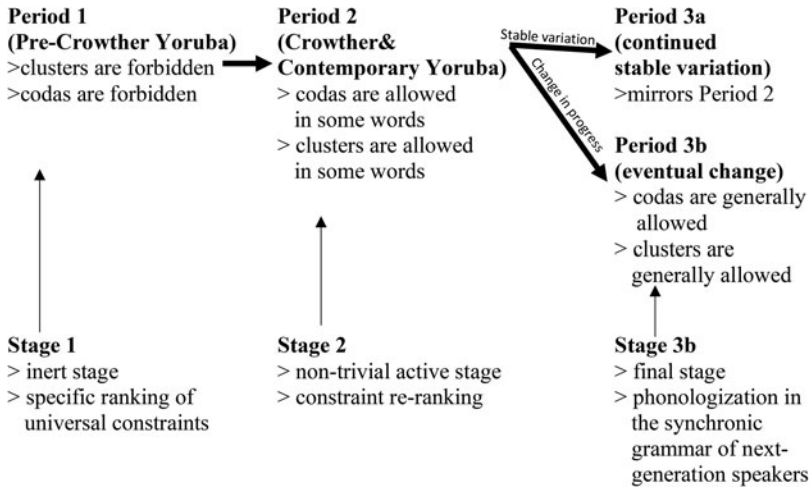 Period 1
(Pre-Crowther Yoruba)
>clusters are forbidden
>codas are forbidden
Period 2
(Crowther&
Contemporary Yoruba)
> codas are allowed
in some words
> clusters are allowed
in some words
Stable variation
Change in progress
Period 3a
(continued
stable variation)
>mirrors Period 2
Period 3b
(eventual change)
> codas are generally
allowed
> clusters are
generally allowed
Stage 1
> inert stage
> specific ranking of
universal constraints
Stage 2
> non-trivial active stage
> constraint re-ranking
Stage 3b
> final stage
> phonologization in
the synchronic
grammar of next-
generation speakers